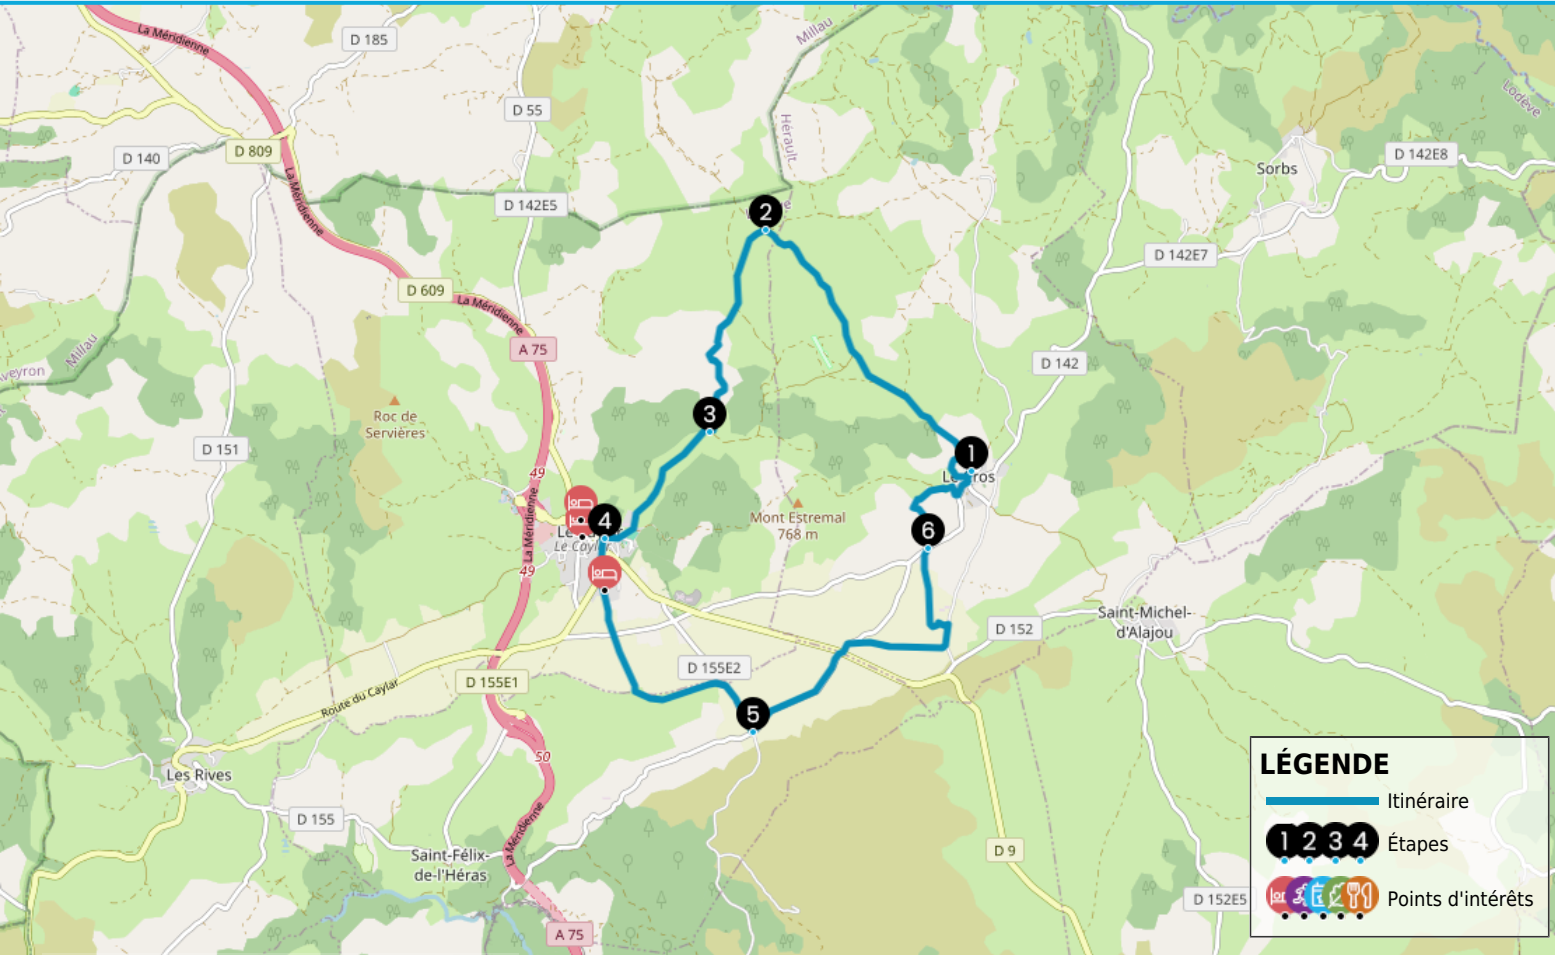 La Méridienne
D 185
Millau
D 55
Hérault
Lodève
D 809
D 140
La Méridienne
D 142E5
Sorbs
D 142E8
2
D 142E7
D 609
La Méridienne
A 75
Millau
Aveyron
D 142
Roc de
Servières
3
D 151
49
1
La Méridienne
4
Mont Estremal
768 m
6
49
Saint-Michel-
d'Alajou
D 152
D 155E2
D 155E1
Route du Caylar
5
50
Les Rives
D 155
La Méridienne
Saint-Félix-
de-l'Héras
D 9
D 152E5
A 75
LÉGENDE
Itinéraire
1 2 3 4
Étapes
Points d'intérêts